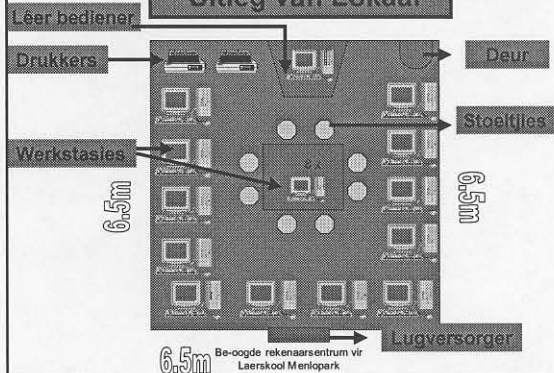 Uitleg van Lokaal
Lêer bediener
Drukkers
Deur
Stoeltjies
Werkstasies
8 x
6.5m
6.5m
Lugversorger
6.5m
Be-oogde rekenaarsentrum vir
Laerskool Menlopark